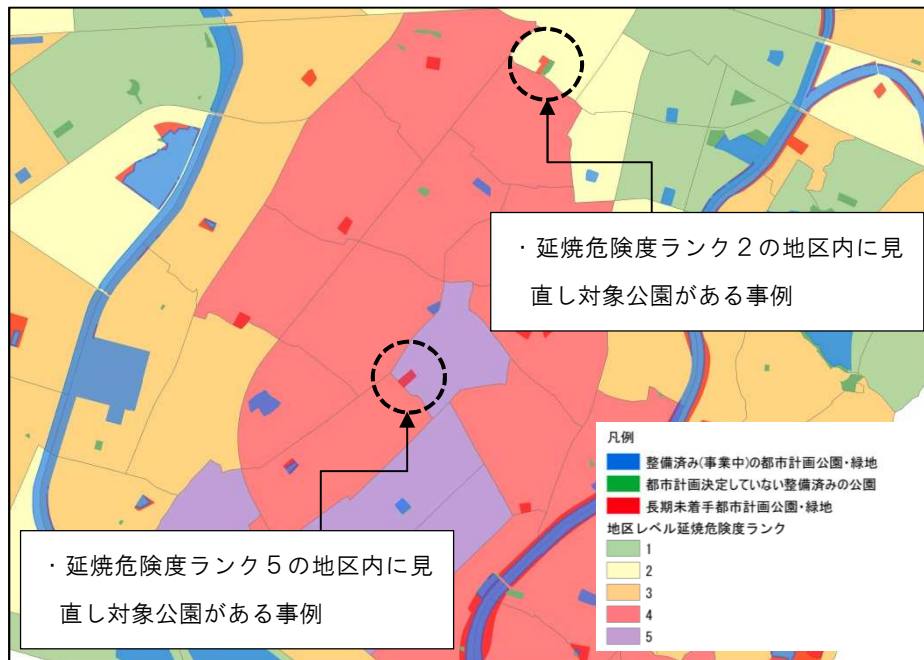 ・延焼危険度ランク２の地区内に見
直し対象公園がある事例
凡例
整備済み(事業中)の都市計画公園・緑地
都市計画決定していない整備済みの公園
長期未着手都市計画公園・緑地
地区レベル延焼危険度ランク
1
2
3
4
5
・延焼危険度ランク５の地区内に見
直し対象公園がある事例